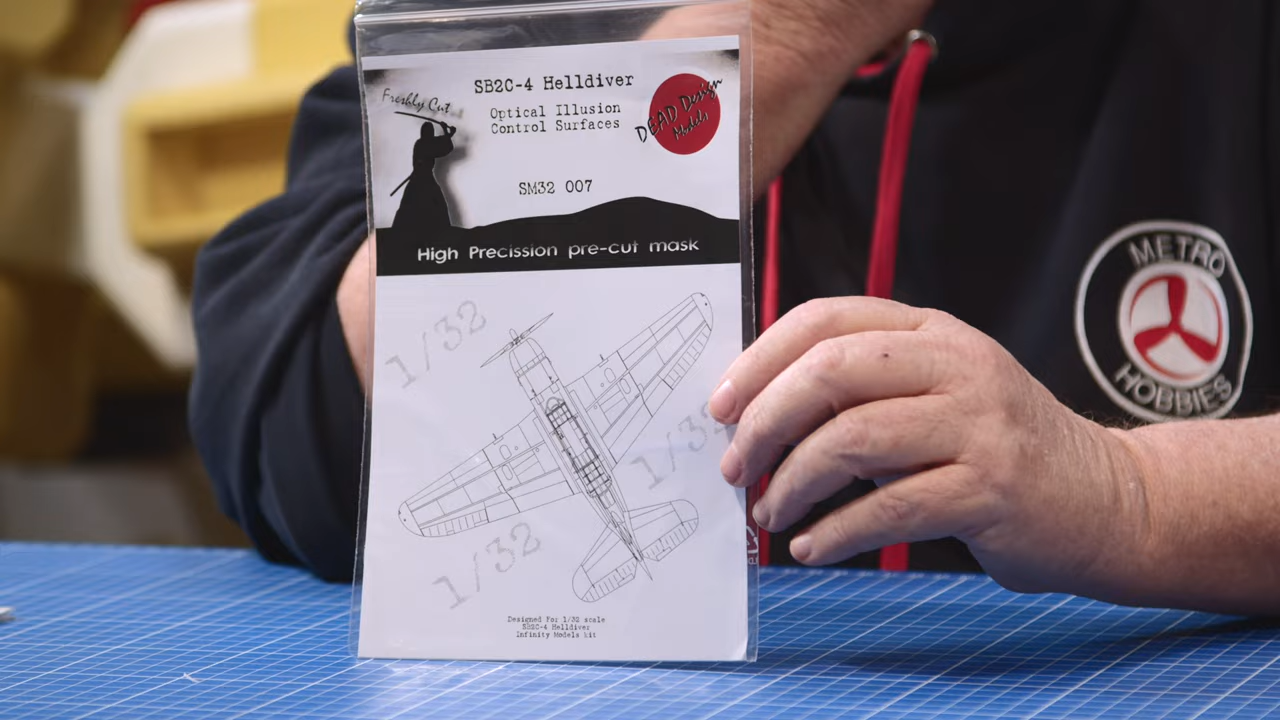 SB2C-4 Helldiver
Freshly Cut
Optical Illusion
Control Surfaces
DEAD Design
Models
SM32 007
High Precission pre-cut mask
1/32
1/32
1/32
Designed For 1/32 scale
SB2C-4 Helldiver
Infinity Models kit
METRO
HOBBIES